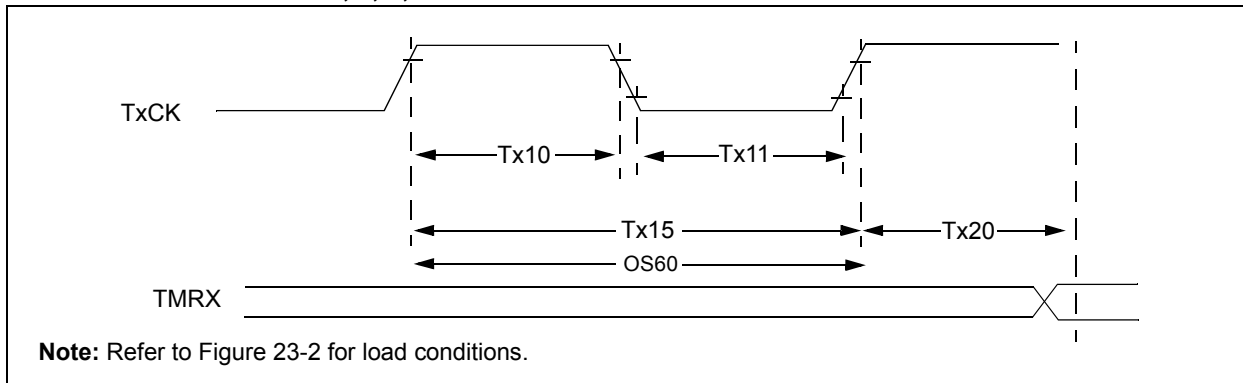 TxCK
Tx10
Tx11
Tx15
Tx20
OS60
TMRX
Note: Refer to Figure 23-2 for load conditions.